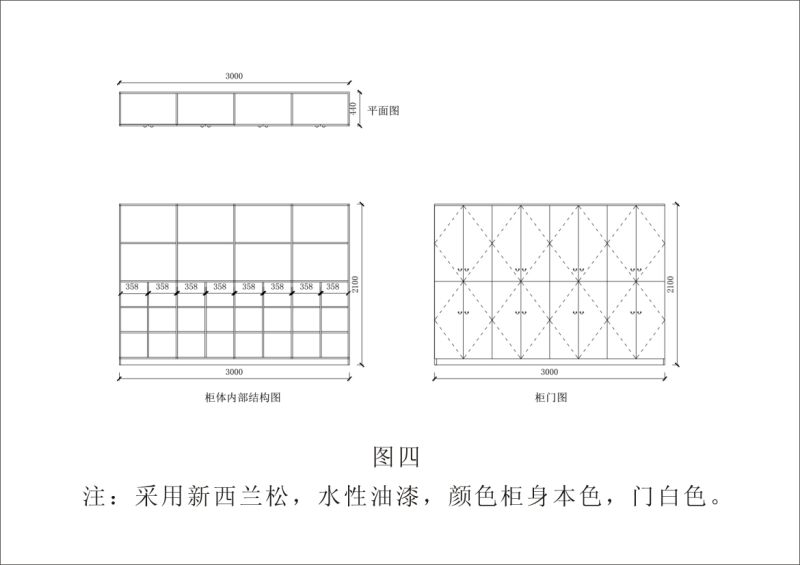 3000
440
平面图
358 358 358 358 358 358 358 358
2100
3000
柜体内部结构图
2100
3000
柜门图
图四
注：采用新西兰松，水性油漆，颜色柜身本色，门白色。